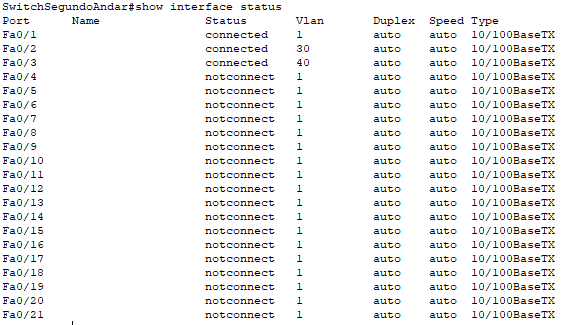 SwitchSegundoAndar#show interface status
Port Name Status Vlan Duplex Speed Type
Fa0/1 connected 1 auto auto 10/100BaseTX
Fa0/2 connected 30 auto auto 10/100BaseTX
Fa0/3 connected 40 auto auto 10/100BaseTX
Fa0/4 notconnect 1 auto auto 10/100BaseTX
Fa0/5 notconnect 1 auto auto 10/100BaseTX
Fa0/6 notconnect 1 auto auto 10/100BaseTX
Fa0/7 notconnect 1 auto auto 10/100BaseTX
Fa0/8 notconnect 1 auto auto 10/100BaseTX
Fa0/9 notconnect 1 auto auto 10/100BaseTX
Fa0/10 notconnect 1 auto auto 10/100BaseTX
Fa0/11 notconnect 1 auto auto 10/100BaseTX
Fa0/12 notconnect 1 auto auto 10/100BaseTX
Fa0/13 notconnect 1 auto auto 10/100BaseTX
Fa0/14 notconnect 1 auto auto 10/100BaseTX
Fa0/15 notconnect 1 auto auto 10/100BaseTX
Fa0/16 notconnect 1 auto auto 10/100BaseTX
Fa0/17 notconnect 1 auto auto 10/100BaseTX
Fa0/18 notconnect 1 auto auto 10/100BaseTX
Fa0/19 notconnect 1 auto auto 10/100BaseTX
Fa0/20 notconnect 1 auto auto 10/100BaseTX
Fa0/21 notconnect 1 auto auto 10/100BaseTX